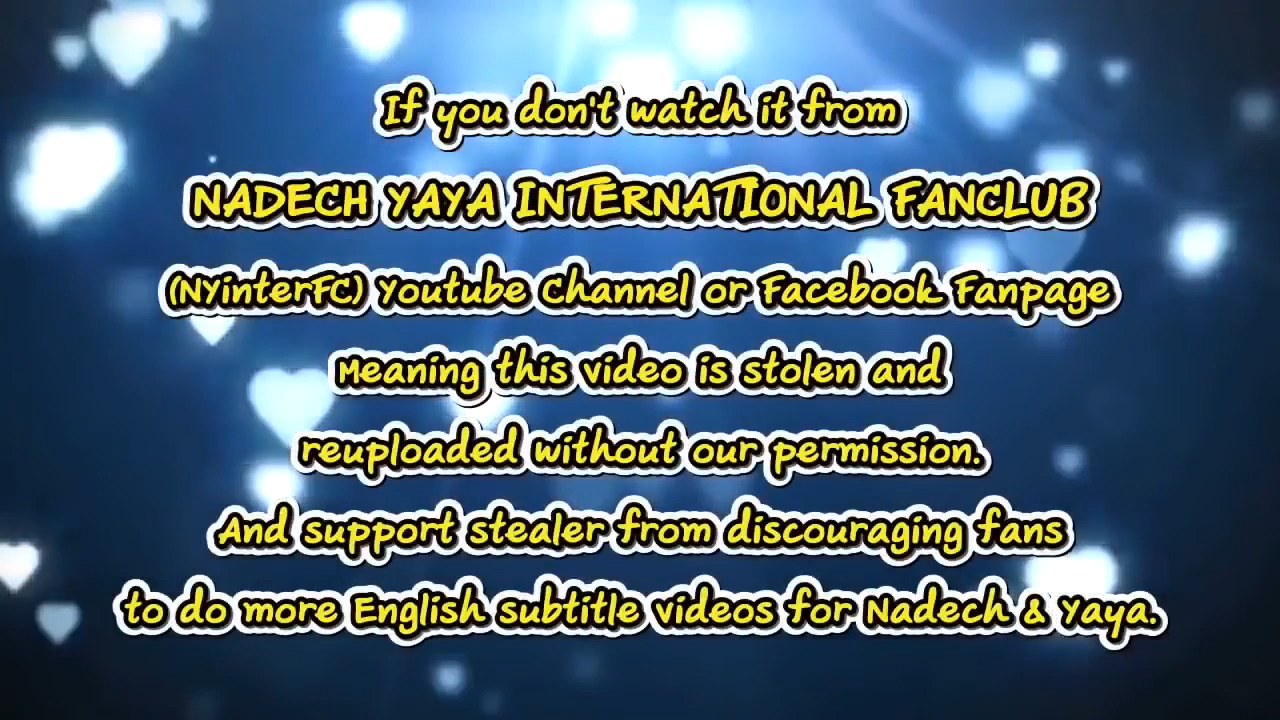 If you don't watch it from
NADECH YAYA INTERNATIONAL FANCLUB
(NYinterFC) Youtube Channel or Facebook Fanpage
Meaning this video is stolen and
reuploaded without our permission.
And support stealer from discouraging fans
to do more English subtitle videos for Nadech & Yaya.